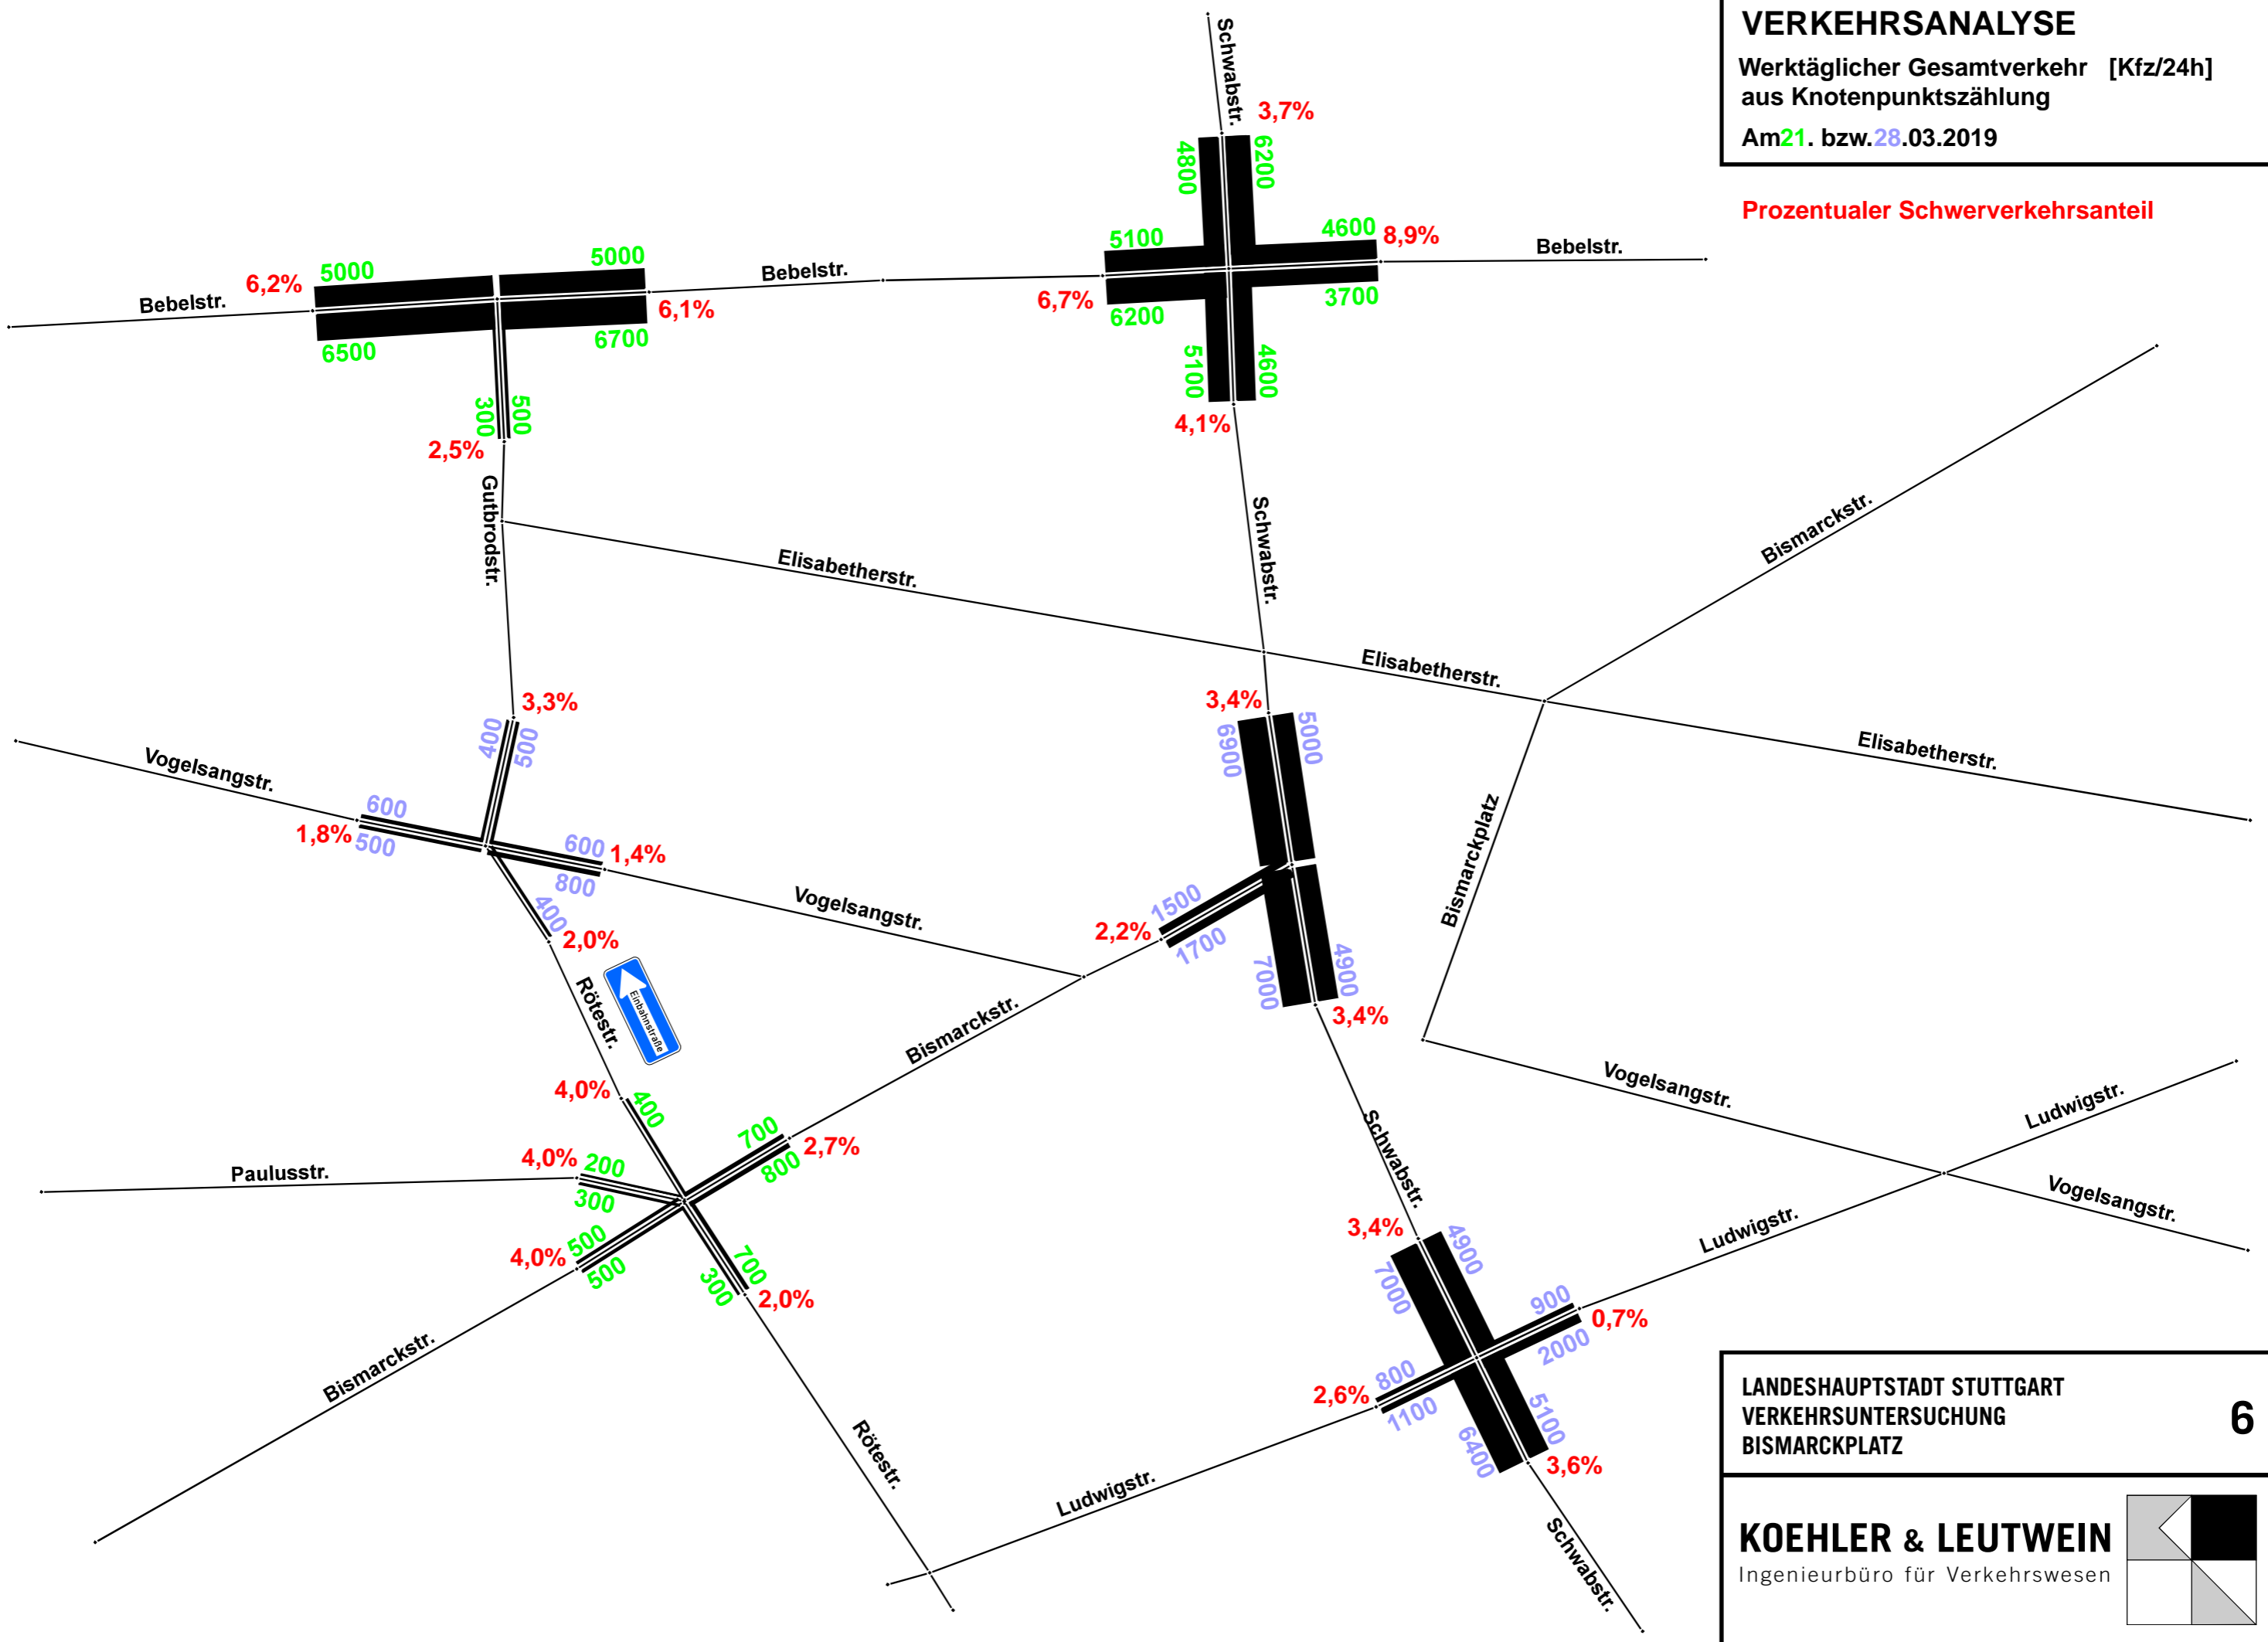 VERKEHRSANALYSE
Werktäglicher Gesamtverkehr [Kfz/24h]
aus Knotenpunktszählung
Am21. bzw.28.03.2019
Prozentualer Schwerverkehrsanteil
Schwabstr.
3,7%
4800
6200
5100
4600
8,9%
Bebelstr.
6,7%
6200
3700
5100
4600
4,1%
Bebelstr.
6,2%
5000
5000
Bebelstr.
6,1%
6500
6700
300
500
2,5%
Gutbrodstr.
Schwabstr.
Elisabetherstr.
Elisabetherstr.
Elisabetherstr.
Bismarckstr.
Bismarckplatz
3,3%
400
500
Vogelsangstr.
600
1,8%
500
600
1,4%
800
400
2,0%
Vogelsangstr.
Rötestr.
Einbahnstraße
3,4%
6900
5000
1500
2,2%
1700
7000
4900
3,4%
Bismarckstr.
4,0%
400
700
2,7%
800
Paulusstr.
4,0%
200
300
500
4,0%
500
700
300
2,0%
Bismarckstr.
Rötestr.
Schwabstr.
Vogelsangstr.
Ludwigstr.
Vogelsangstr.
Ludwigstr.
3,4%
4900
7000
900
0,7%
2000
800
2,6%
1100
5100
6400
3,6%
Ludwigstr.
Schwabstr.
LANDESHAUPTSTADT STUTTGART
VERKEHRSUNTERSUCHUNG
BISMARCKPLATZ
6
KOEHLER & LEUTWEIN
Ingenieurbüro für Verkehrswesen